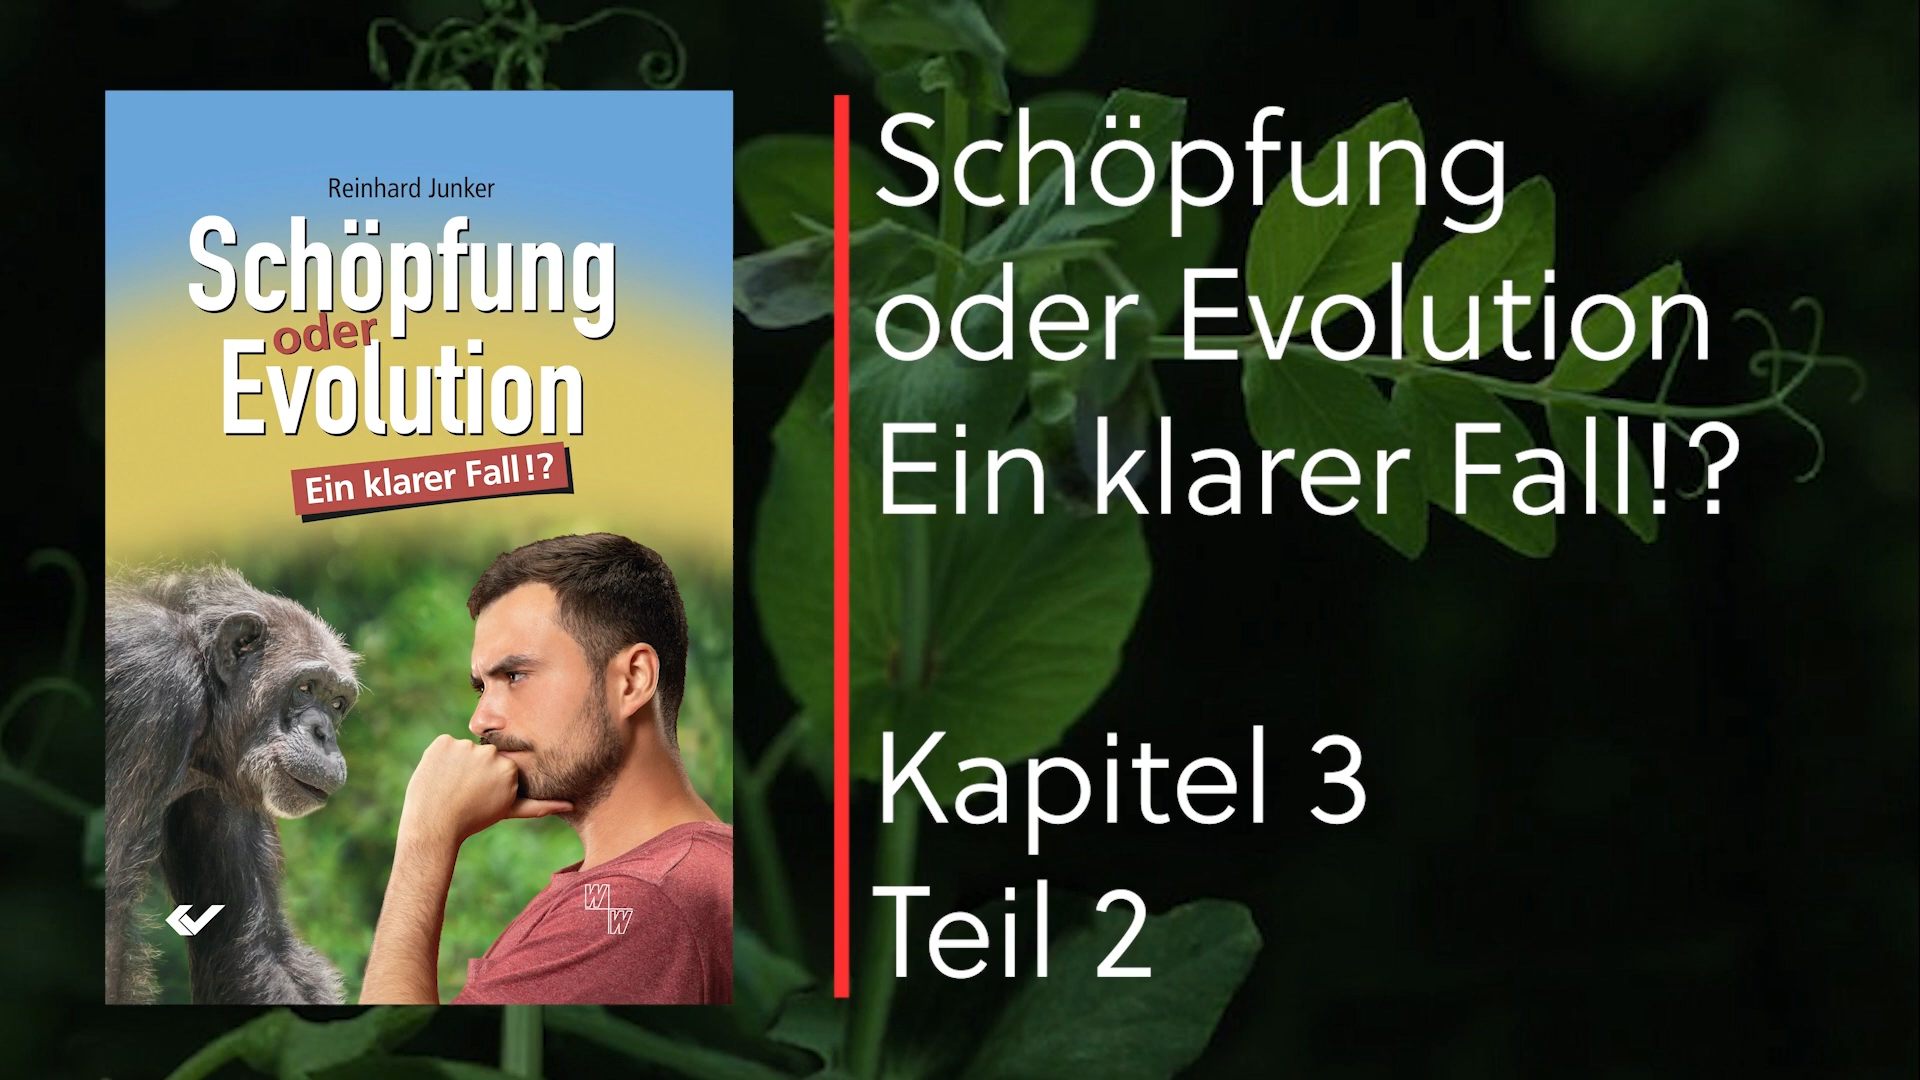 Reinhard Junker
Schöpfung
oder
Evolution
Ein klarer Fall!?
W
W
Schöpfung
oder Evolution
Ein klarer Fall!?
Kapitel 3
Teil 2